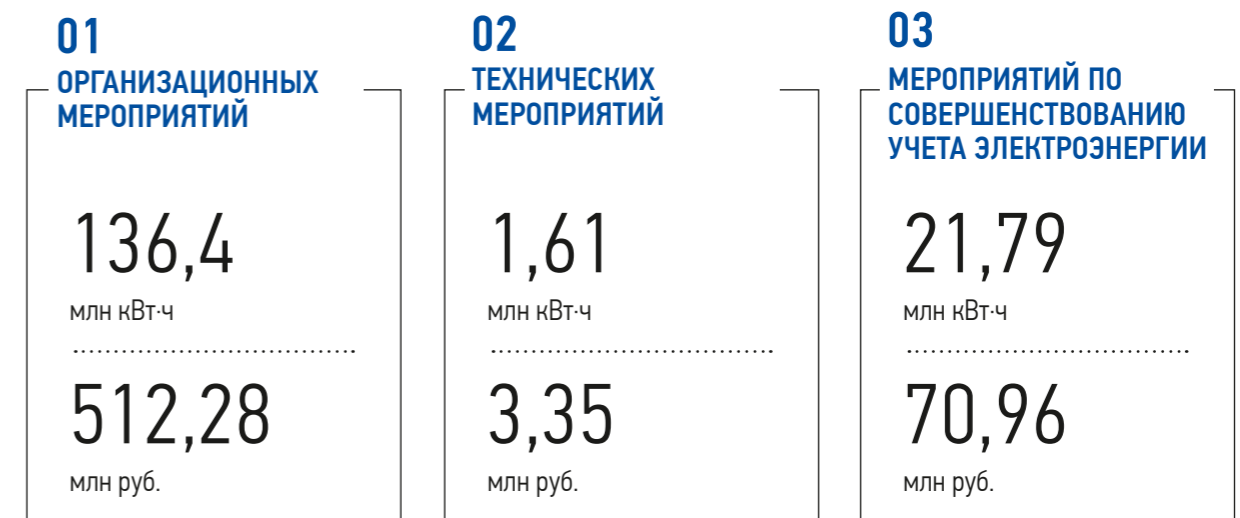 01
ОРГАНИЗАЦИОННЫХ
МЕРОПРИЯТИЙ
136,4
млн кВт·ч
512,28
млн руб.
02
ТЕХНИЧЕСКИХ
МЕРОПРИЯТИЙ
1,61
млн кВт·ч
3,35
млн руб.
03
МЕРОПРИЯТИЙ ПО
СОВЕРШЕНСТВОВАНИЮ
УЧЕТА ЭЛЕКТРОЭНЕРГИИ
21,79
млн кВт·ч
70,96
млн руб.